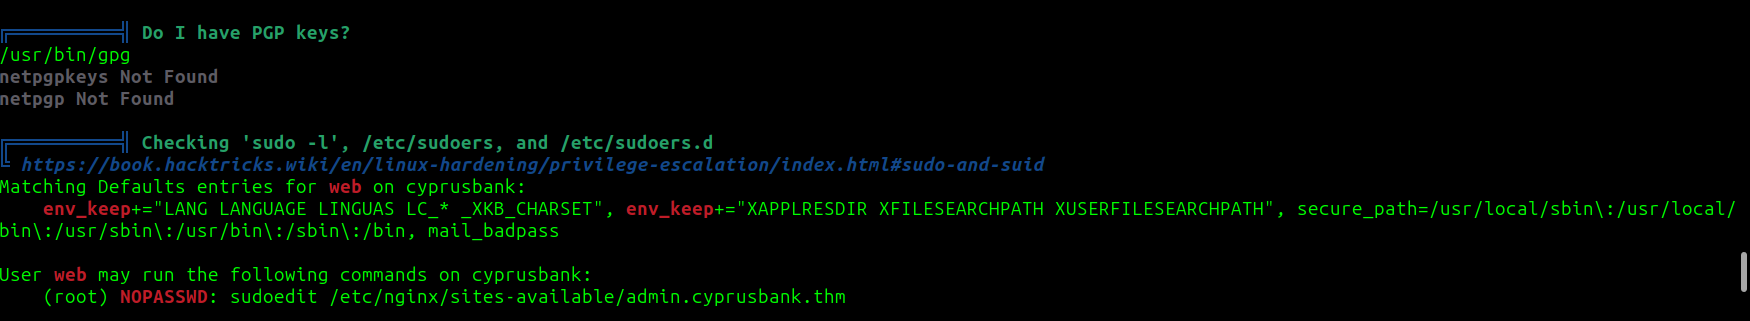 ╔══════════╣ Do I have PGP keys?
/usr/bin/gpg
netpgpkeys Not Found
netpgp Not Found

╔══════════╣ Checking 'sudo -l', /etc/sudoers, and /etc/sudoers.d
╚ https://book.hacktricks.wiki/en/linux-hardening/privilege-escalation/index.html#sudo-and-suid
Matching Defaults entries for web on cyprusbank:
    env_keep+="LANG LANGUAGE LINGUAS LC_* _XKB_CHARSET", env_keep+="XAPPLRESDIR XFILESEARCHPATH XUSERFILESEARCHPATH", secure_path=/usr/local/sbin\:/usr/local/
bin\:/usr/sbin\:/usr/bin\:/sbin\:/bin, mail_badpass

User web may run the following commands on cyprusbank:
    (root) NOPASSWD: sudoedit /etc/nginx/sites-available/admin.cyprusbank.thm